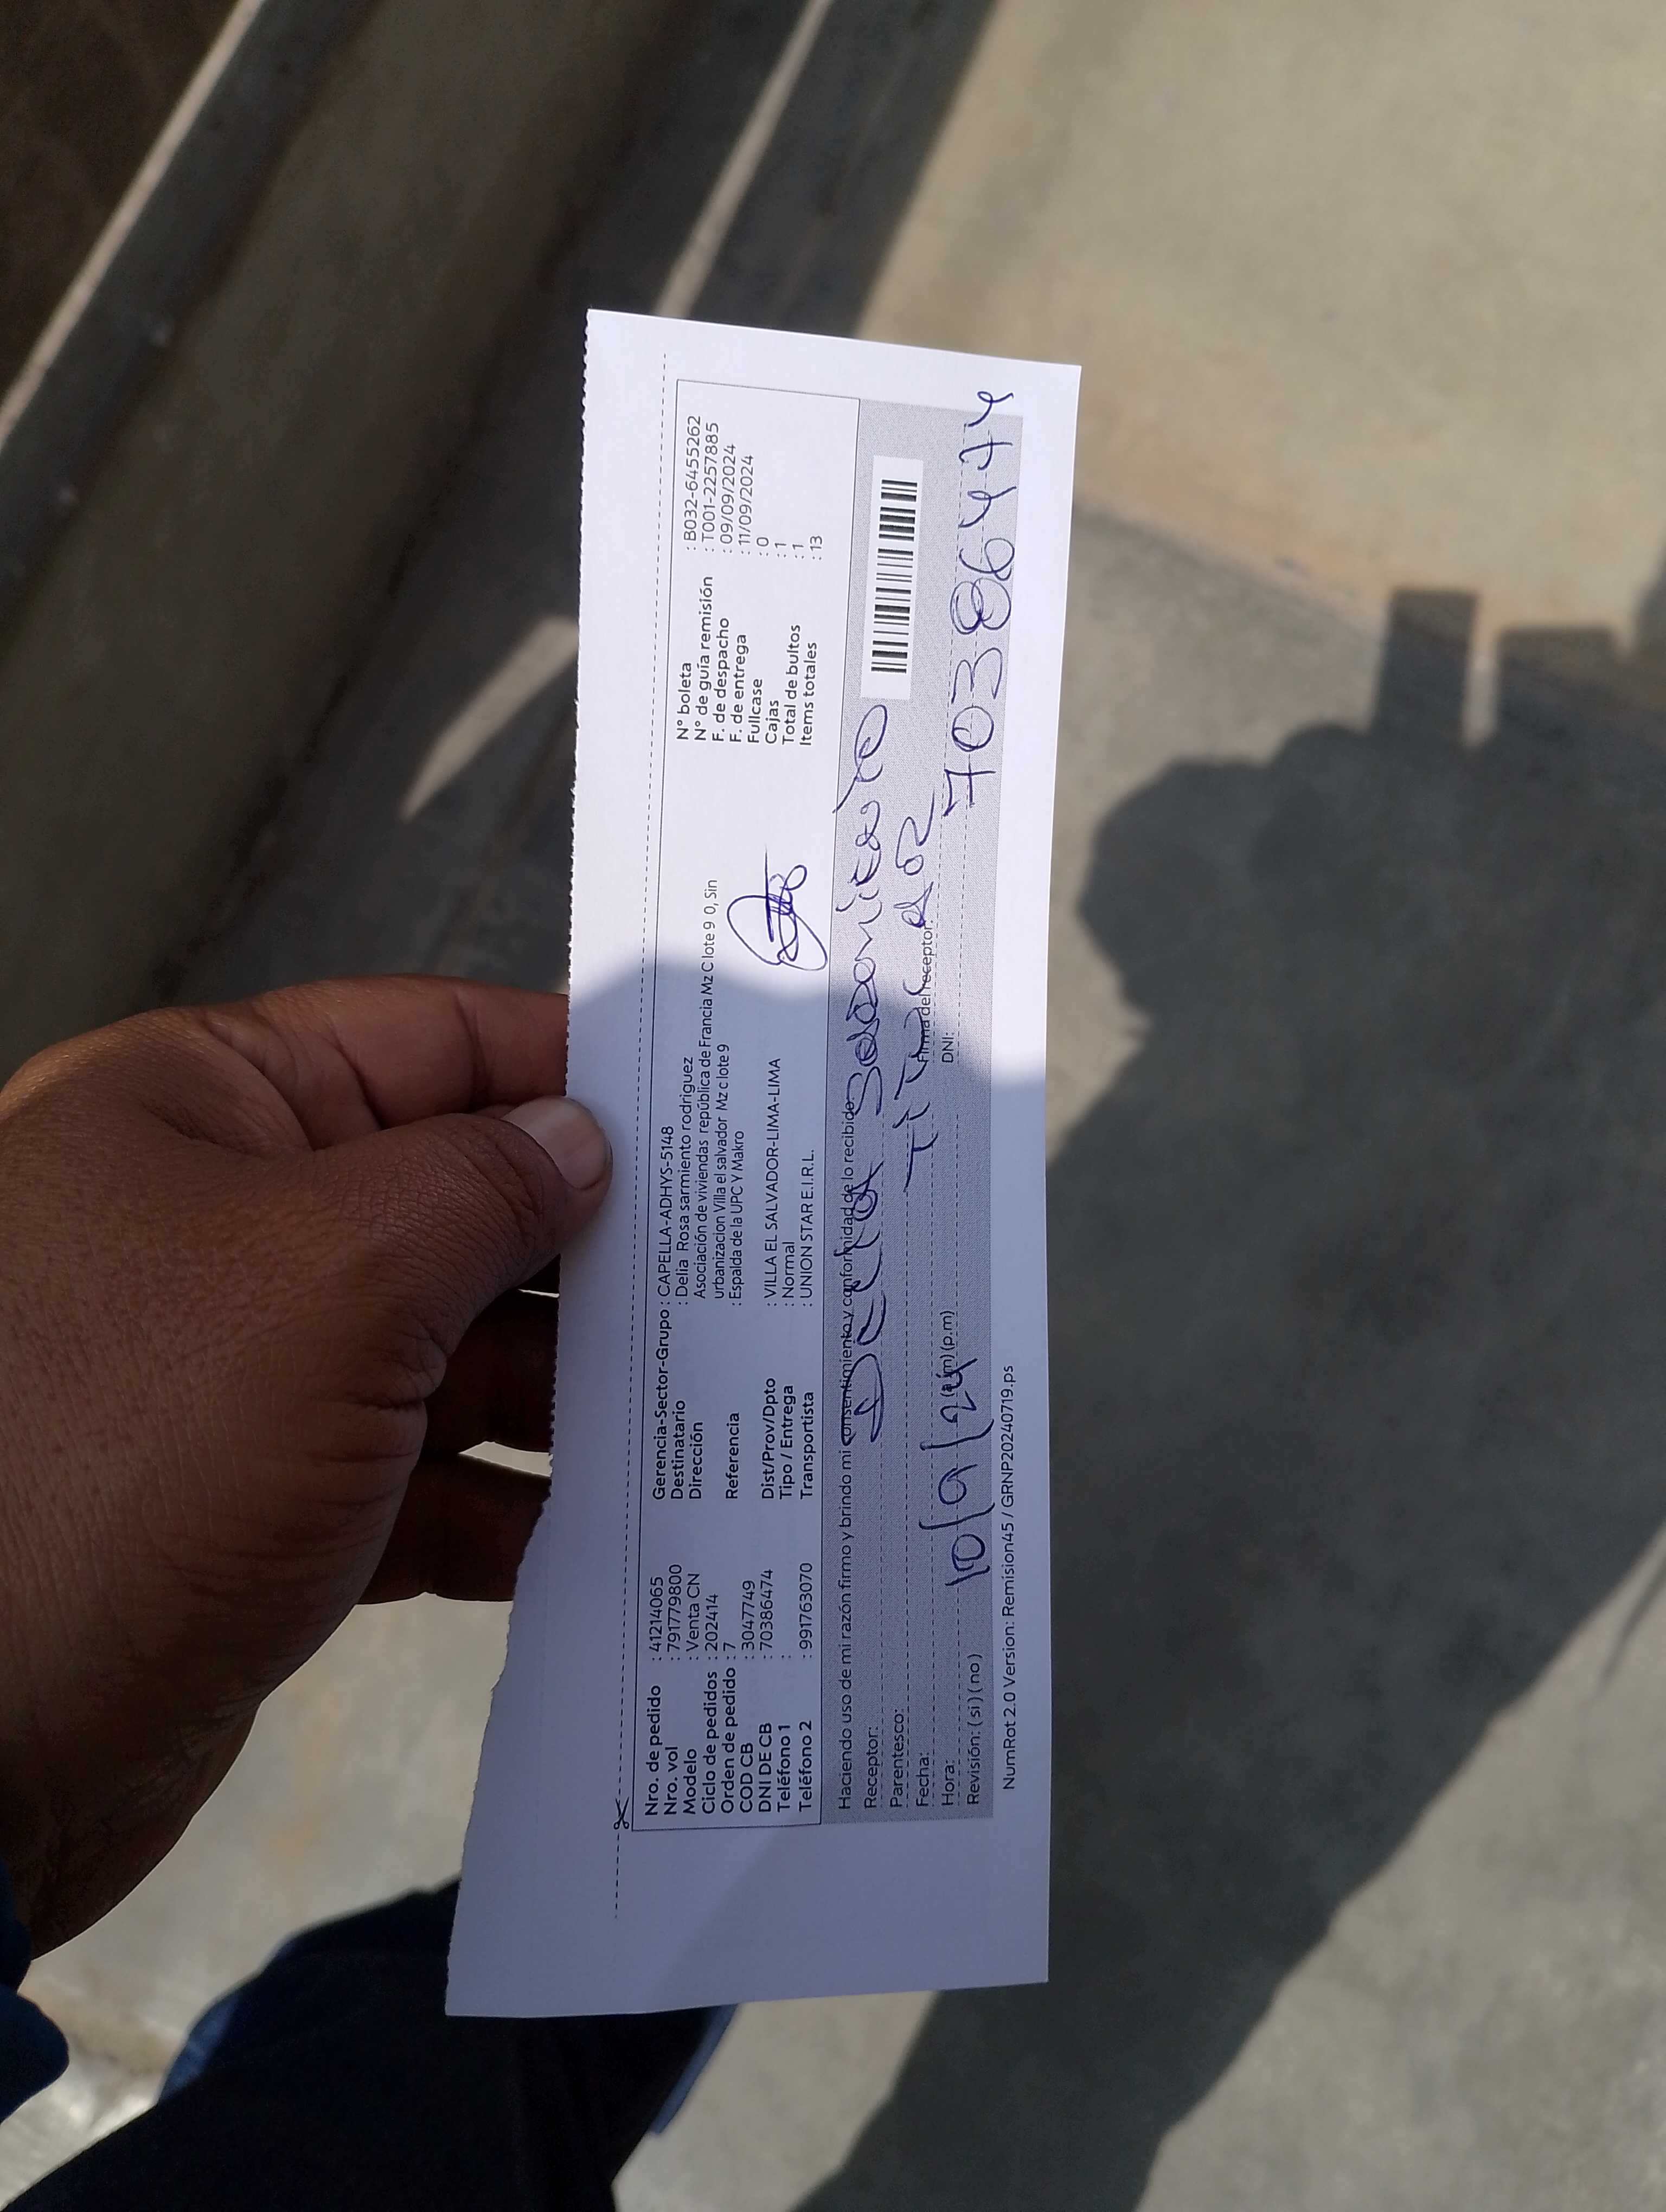 Nro. de pedido : 41214065
Nro. vol : 791779800
Modelo : Venta CN
Ciclo de pedidos : 202414
Orden de pedido : 7
COD CB : 3047749
DNI DE CB : 70386474
Teléfono 1 :
Teléfono 2 : 991763070
Gerencia-Sector-Grupo : CAPELLA-ADHYS-5148
Destinatario : Delia Rosa sarmiento rodriguez
Dirección Asociación de viviendas república de Francia Mz C lote 9 0, Sin
urbanizacion Villa el salvador Mz c lote 9
Referencia : Espalda de la UPC Y Makro
Dist/Prov/Dpto : VILLA EL SALVADOR-LIMA-LIMA
Tipo / Entrega : Normal
Transportista : UNION STAR E.I.R.L.
N° boleta : B032-6455262
N° de guía remisión : T001-2257885
F. de despacho : 09/09/2024
F. de entrega : 11/09/2024
Fullcase : 0
Cajas : 1
Total de bultos : 1
Items totales : 13
Haciendo uso de mi razón firmo y brindo mi consentimiento y conformidad de lo recibido
Receptor: Delia Sarmiento
Parentesco: Titular
Firma del receptor
Fecha: 10/9/24
Hora: (p.m)
DNI: 70386474
Revisión: ( si ) ( no )
NumRot 2.0 Version: Remision45 / GRNP20240719.ps